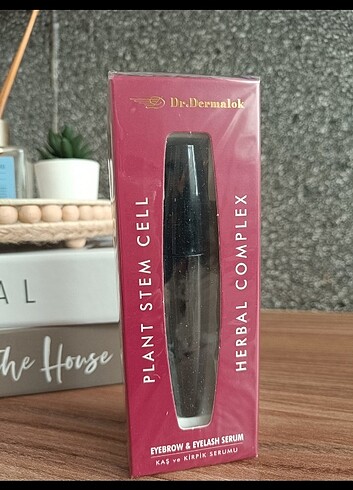 Dr.Dermalok
PLANT STEM CELL
HERBAL COMPLEX
EYEBROW & EYELASH SERUM
KAŞ ve KİRPİK SERUMU
AL
the House